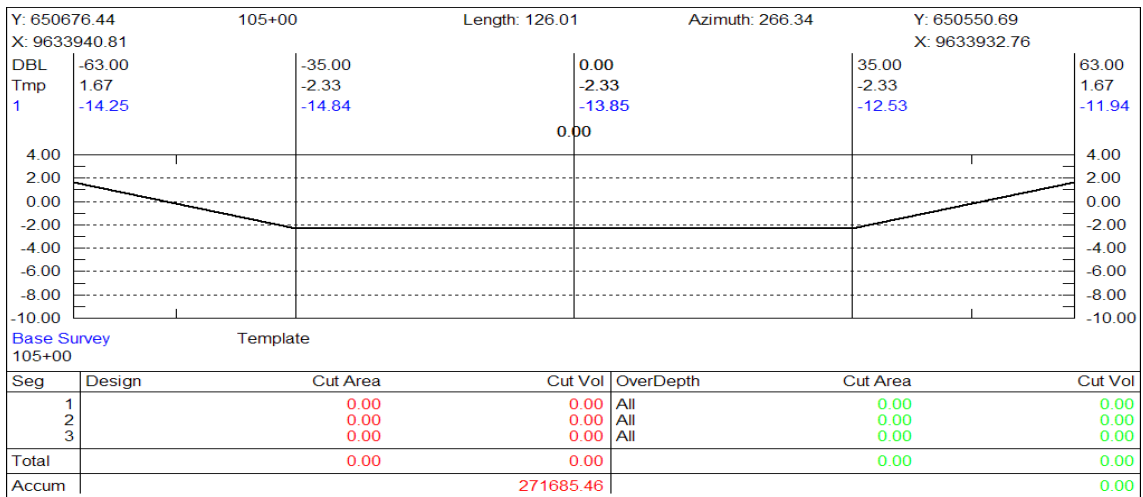 Y: 650676.44 105+00 Length: 126.01 Azimuth: 266.34 Y: 650550.69
X: 9633940.81 X: 9633932.76
DBL -63.00 -35.00 0.00 35.00 63.00
Tmp 1.67 -2.33 -2.33 -2.33 1.67
1 -14.25 -14.84 -13.85 -12.53 -11.94
0.00
4.00 4.00
2.00 2.00
0.00 0.00
-2.00 -2.00
-4.00 -4.00
-6.00 -6.00
-8.00 -8.00
-10.00 -10.00
Base Survey Template
105+00
Seg Design Cut Area Cut Vol OverDepth Cut Area Cut Vol
1 0.00 0.00 All 0.00 0.00
2 0.00 0.00 All 0.00 0.00
3 0.00 0.00 All 0.00 0.00
Total 0.00 0.00 0.00 0.00
Accum 271685.46 0.00